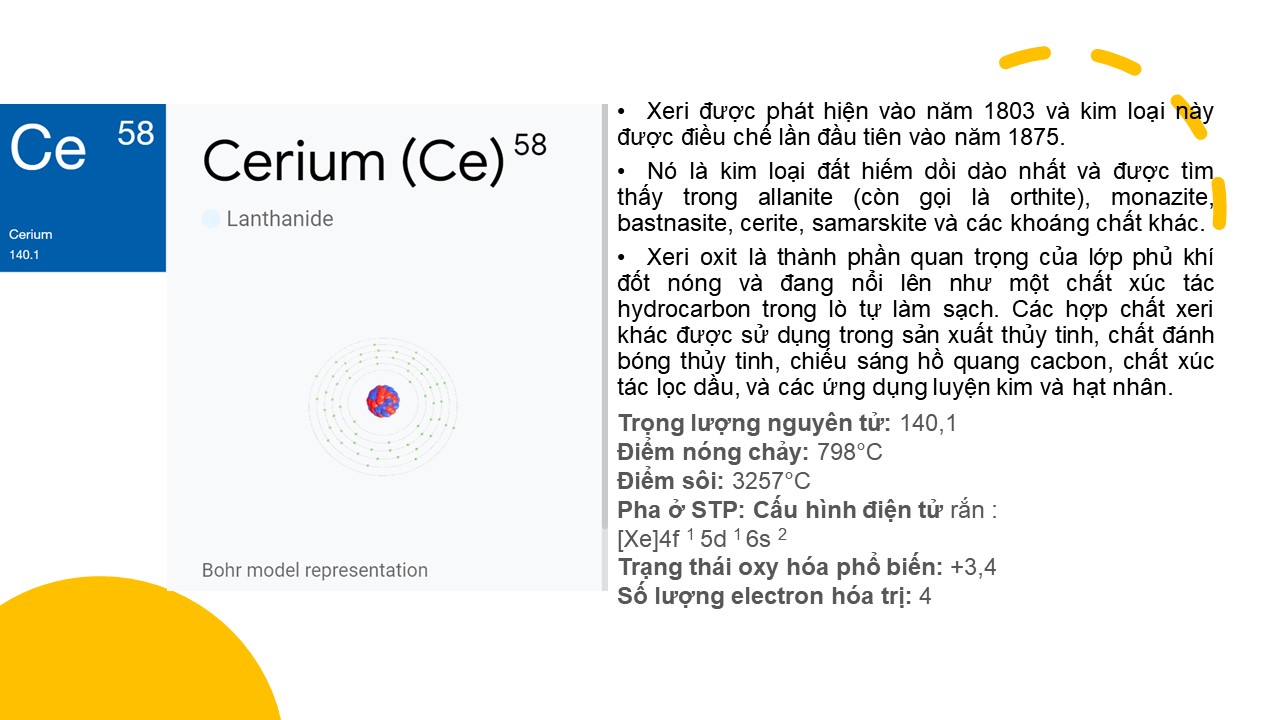 Ce 58
Cerium
140.1
Cerium (Ce) 58
Lanthanide
Bohr model representation
• Xeri được phát hiện vào năm 1803 và kim loại này
được điều chế lần đầu tiên vào năm 1875.
• Nó là kim loại đất hiếm dồi dào nhất và được tìm
thấy trong allanite (còn gọi là orthite), monazite,
bastnasite, cerite, samarskite và các khoáng chất khác.
• Xeri oxit là thành phần quan trọng của lớp phủ khí
đốt nóng và đang nổi lên như một chất xúc tác
hydrocarbon trong lò tự làm sạch. Các hợp chất xeri
khác được sử dụng trong sản xuất thủy tinh, chất đánh
bóng thủy tinh, chiếu sáng hồ quang cacbon, chất xúc
tác lọc dầu, và các ứng dụng luyện kim và hạt nhân.
Trọng lượng nguyên tử: 140,1
Điểm nóng chảy: 798°C
Điểm sôi: 3257°C
Pha ở STP: Cấu hình điện tử rắn :
[Xe]4f ¹ 5d ¹ 6s ²
Trạng thái oxy hóa phổ biến: +3,4
Số lượng electron hóa trị: 4